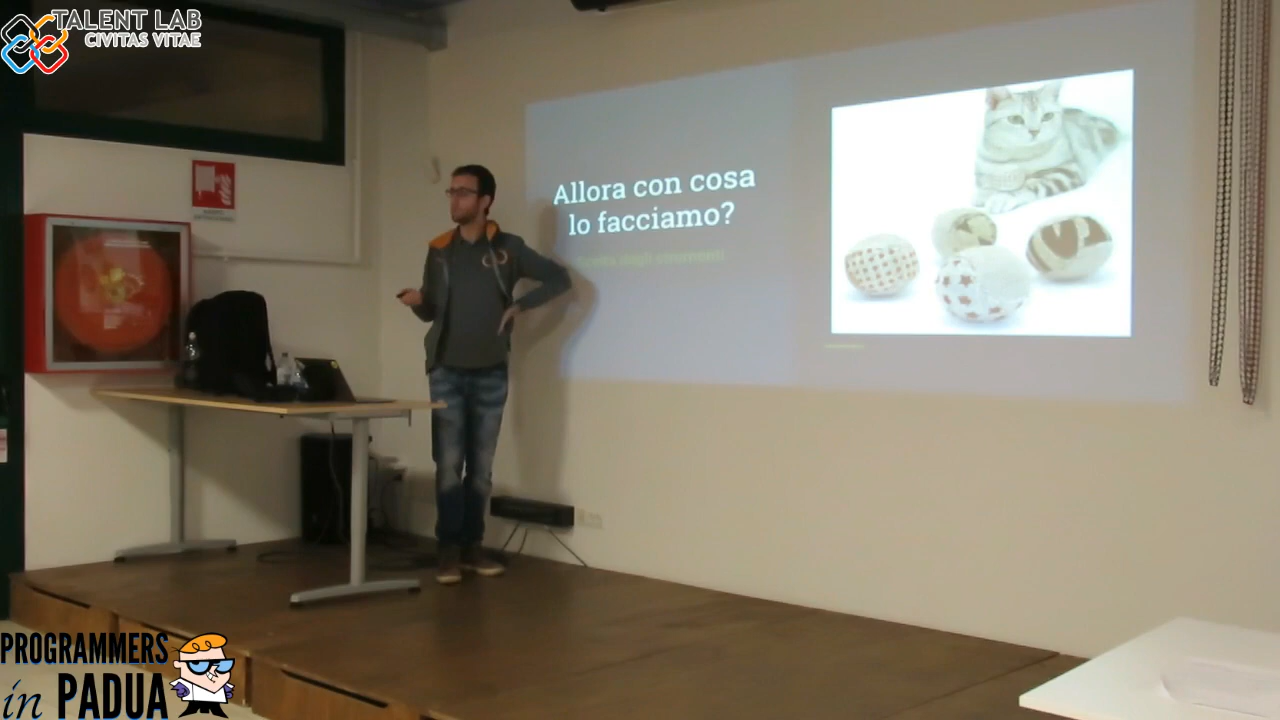 TALENT LAB
CIVITAS VITAE
Allora con cosa
lo facciamo?
PROGRAMMERS
in PADUA